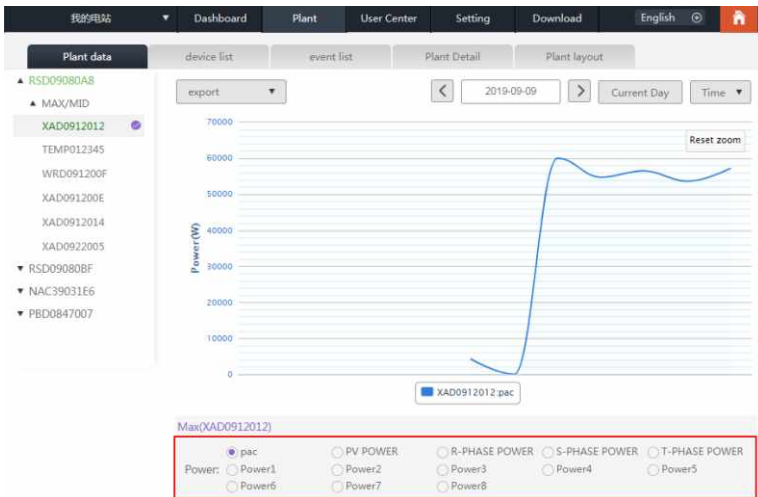 我的电站 ▼ Dashboard Plant User Center Setting Download English
Plant data device list event list Plant Detail Plant layout
▲ RSD09080A8
▲ MAX/MID
XAD0912012
TEMP012345
WRD091200F
XAD091200E
XAD0912014
XAD0922005
▼ RSD09080BF
▼ NAC39031E6
▼ PBD0847007
export ▼ < 2019-09-09 > Current Day Time ▼
Reset zoom
Power(W)
70000
60000
50000
40000
30000
20000
10000
0
XAD0912012:pac
Max(XAD0912012)
pac PV POWER R-PHASE POWER S-PHASE POWER T-PHASE POWER
Power: Power1 Power2 Power3 Power4 Power5
Power6 Power7 Power8